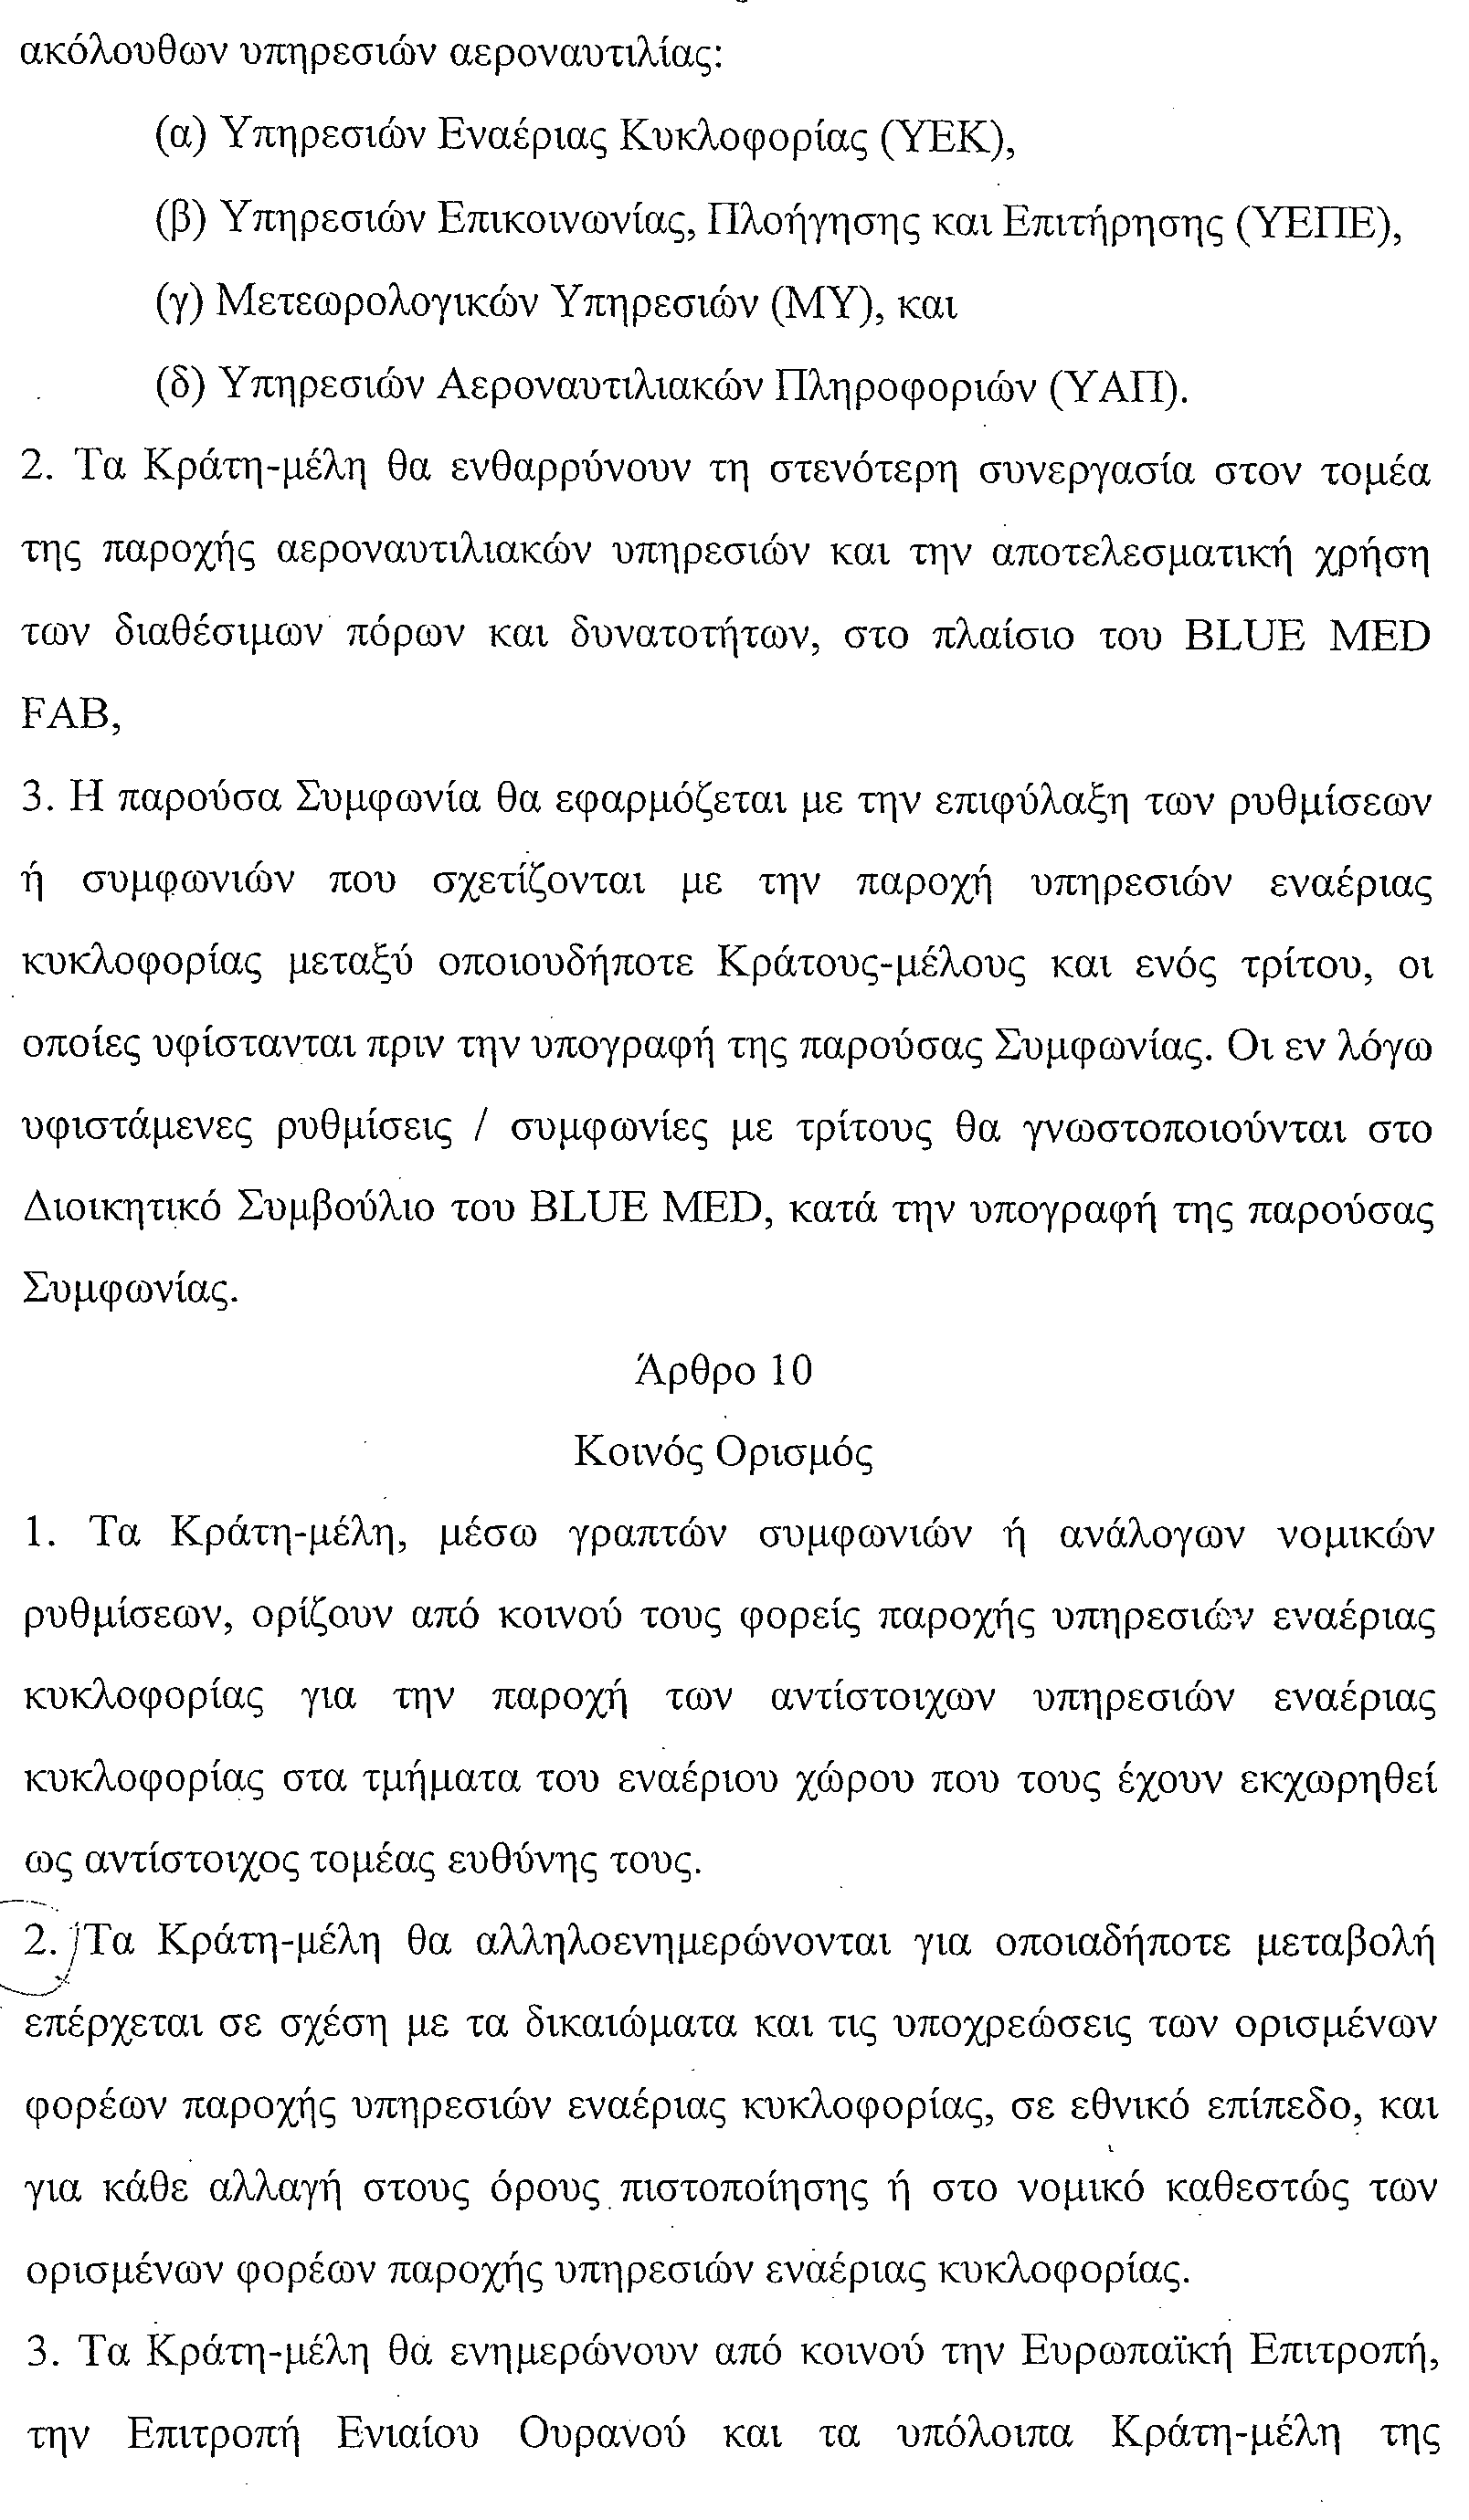 ακόλουθων υπηρεσιών αεροναυτιλίας:
(α) Υπηρεσιών Εναέριας Κυκλοφορίας (ΥΕΚ),
(β) Υπηρεσιών Επικοινωνίας, Πλοήγησης και Επιτήρησης (ΥΕΠΕ),
(γ) Μετεωρολογικών Υπηρεσιών (ΜΥ), και
(δ) Υπηρεσιών Αεροναυτιλιακών Πληροφοριών (ΥΑΠ).
2. Τα Κράτη-μέλη θα ενθαρρύνουν τη στενότερη συνεργασία στον τομέα
της παροχής αεροναυτιλιακών υπηρεσιών και την αποτελεσματική χρήση
των διαθέσιμων πόρων και δυνατοτήτων, στο πλαίσιο του BLUE MED
FAB,
3. Η παρούσα Συμφωνία θα εφαρμόζεται με την επιφύλαξη των ρυθμίσεων
ή συμφωνιών που σχετίζονται με την παροχή υπηρεσιών εναέριας
κυκλοφορίας μεταξύ οποιουδήποτε Κράτους-μέλους και ενός τρίτου, οι
οποίες υφίστανται πριν την υπογραφή της παρούσας Συμφωνίας. Οι εν λόγω
υφιστάμενες ρυθμίσεις / συμφωνίες με τρίτους θα γνωστοποιούνται στο
Διοικητικό Συμβούλιο του BLUE MED, κατά την υπογραφή της παρούσας
Συμφωνίας.
Άρθρο 10
Κοινός Ορισμός
1. Τα Κράτη-μέλη, μέσω γραπτών συμφωνιών ή ανάλογων νομικών
ρυθμίσεων, ορίζουν από κοινού τους φορείς παροχής υπηρεσιών εναέριας
κυκλοφορίας για την παροχή των αντίστοιχων υπηρεσιών εναέριας
κυκλοφορίας στα τμήματα του εναέριου χώρου που τους έχουν εκχωρηθεί
ως αντίστοιχος τομέας ευθύνης τους.
2. Τα Κράτη-μέλη θα αλληλοενημερώνονται για οποιαδήποτε μεταβολή
επέρχεται σε σχέση με τα δικαιώματα και τις υποχρεώσεις των ορισμένων
φορέων παροχής υπηρεσιών εναέριας κυκλοφορίας, σε εθνικό επίπεδο, και
για κάθε αλλαγή στους όρους πιστοποίησης ή στο νομικό καθεστώς των
ορισμένων φορέων παροχής υπηρεσιών εναέριας κυκλοφορίας.
3. Τα Κράτη-μέλη θα ενημερώνουν από κοινού την Ευρωπαϊκή Επιτροπή,
την Επιτροπή Ενιαίου Ουρανού και τα υπόλοιπα Κράτη-μέλη της